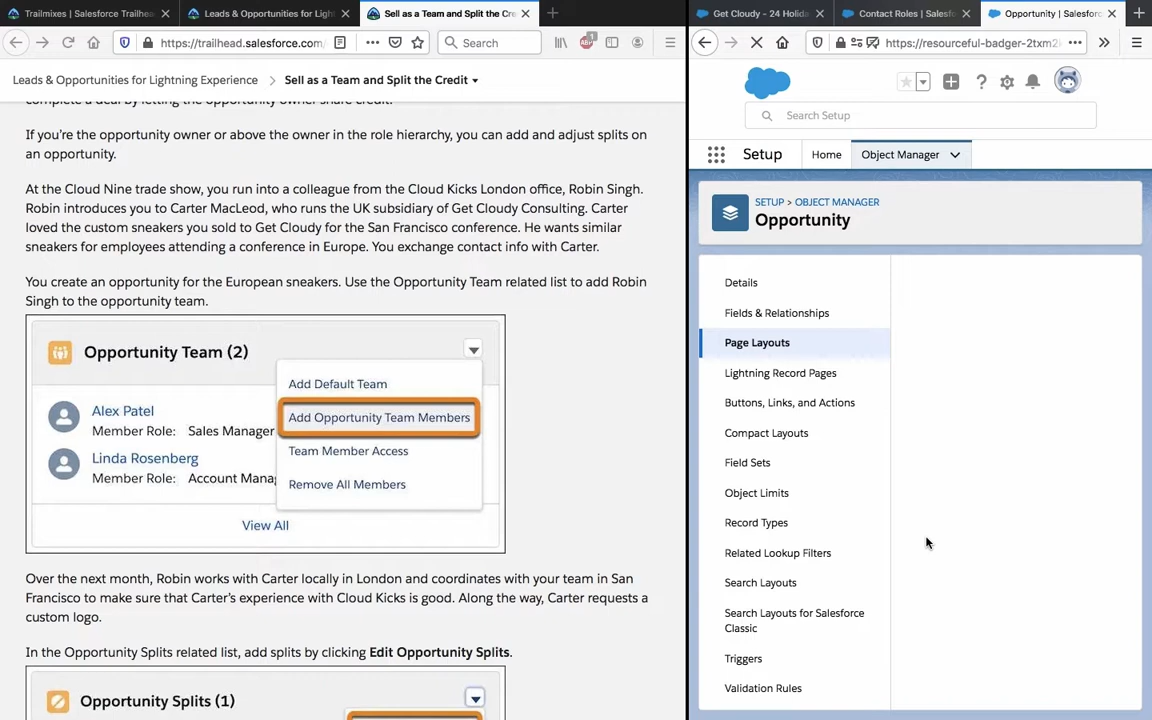 Trailmixes | Salesforce Trailhea
Leads & Opportunities for Light
Sell as a Team and Split the Cre
https://trailhead.salesforce.com/
Search
Leads & Opportunities for Lightning Experience
Sell as a Team and Split the Credit
complete a deal by letting the opportunity owner share credit.
If you're the opportunity owner or above the owner in the role hierarchy, you can add and adjust splits on
an opportunity.
At the Cloud Nine trade show, you run into a colleague from the Cloud Kicks London office, Robin Singh.
Robin introduces you to Carter MacLeod, who runs the UK subsidiary of Get Cloudy Consulting. Carter
loved the custom sneakers you sold to Get Cloudy for the San Francisco conference. He wants similar
sneakers for employees attending a conference in Europe. You exchange contact info with Carter.
You create an opportunity for the European sneakers. Use the Opportunity Team related list to add Robin
Singh to the opportunity team.
Opportunity Team (2)
Add Default Team
Add Opportunity Team Members
Team Member Access
Remove All Members
Alex Patel
Member Role: Sales Manager
Linda Rosenberg
Member Role: Account Mana
View All
Over the next month, Robin works with Carter locally in London and coordinates with your team in San
Francisco to make sure that Carter's experience with Cloud Kicks is good. Along the way, Carter requests a
custom logo.
In the Opportunity Splits related list, add splits by clicking Edit Opportunity Splits.
Opportunity Splits (1)
Get Cloudy - 24 Holida
Contact Roles | Salesf
Opportunity | Salesforc
https://resourceful-badger-2txm2
Search Setup
Setup
Home
Object Manager
SETUP > OBJECT MANAGER
Opportunity
Details
Fields & Relationships
Page Layouts
Lightning Record Pages
Buttons, Links, and Actions
Compact Layouts
Field Sets
Object Limits
Record Types
Related Lookup Filters
Search Layouts
Search Layouts for Salesforce
Classic
Triggers
Validation Rules